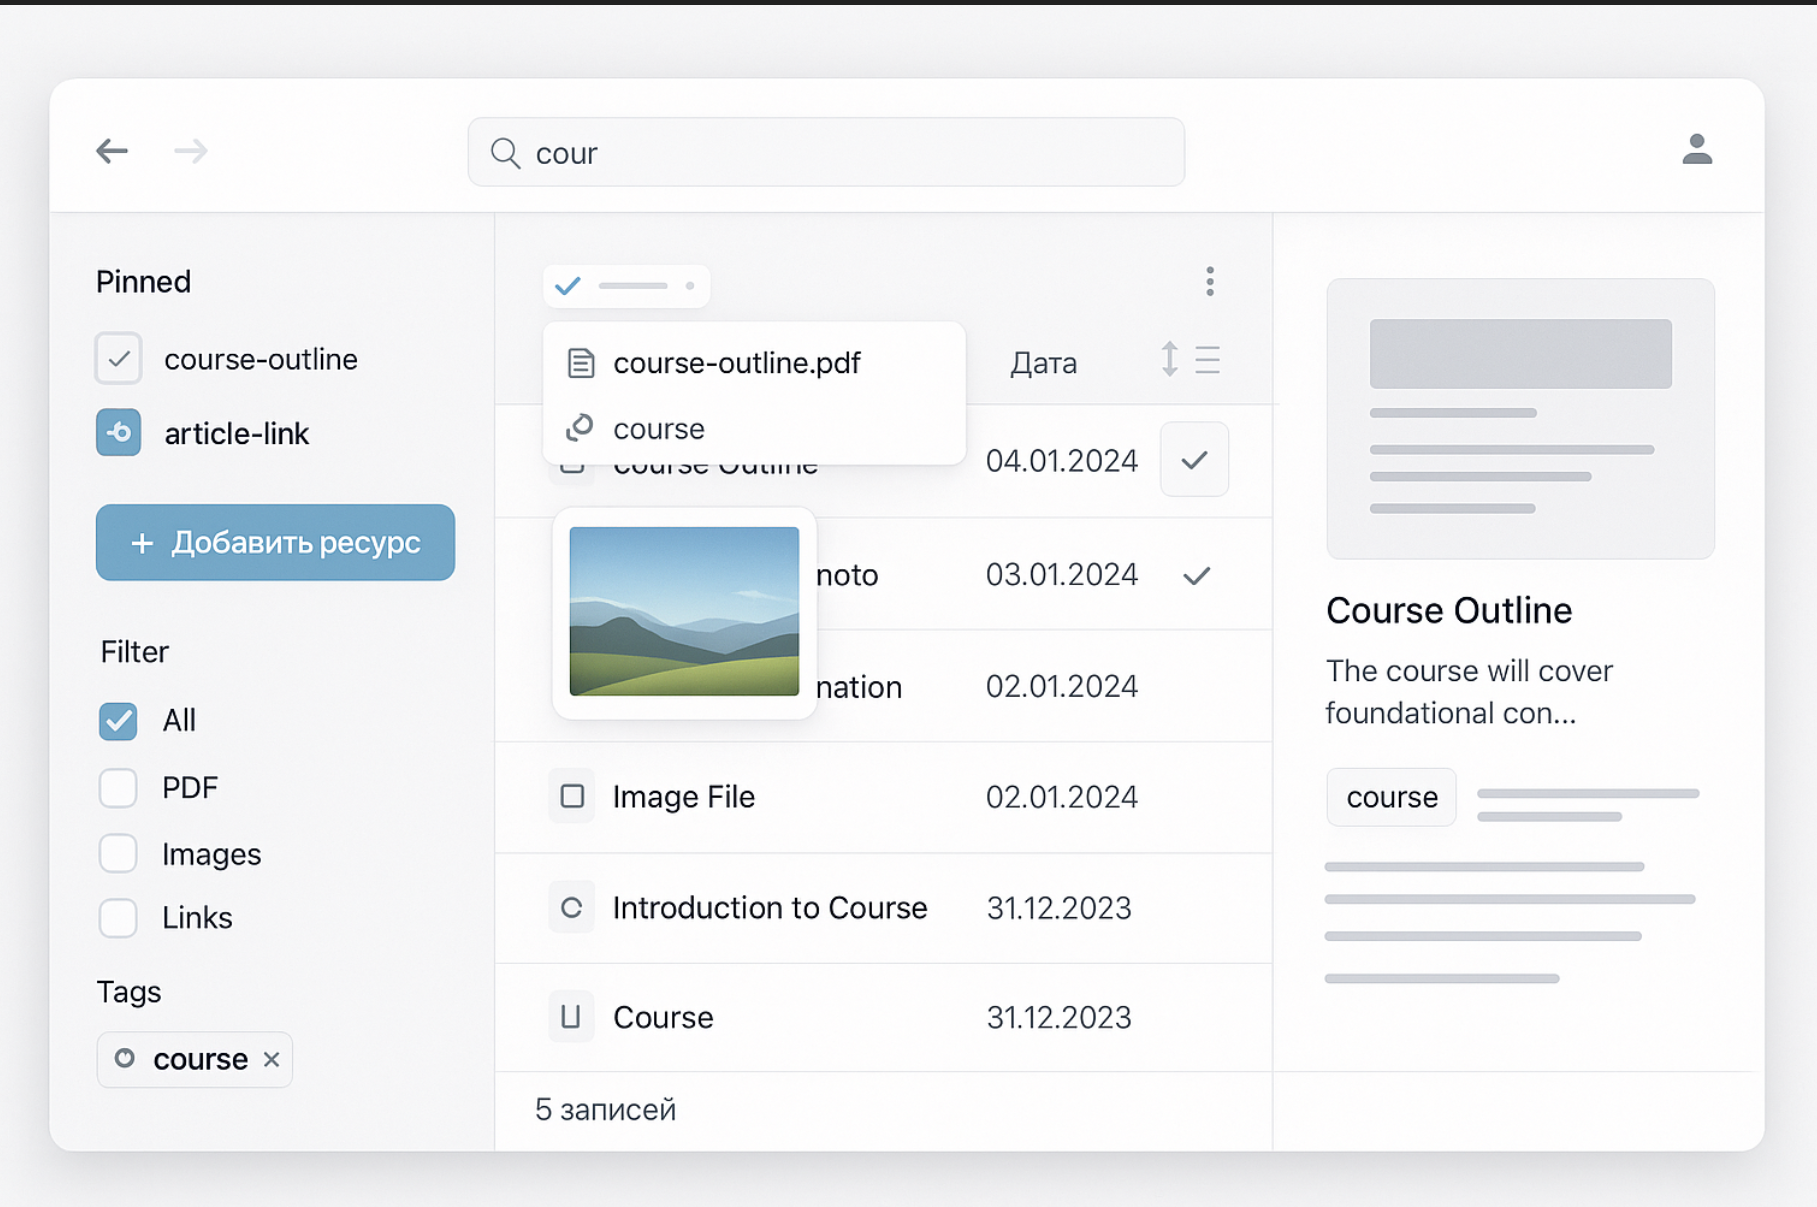 cour
Pinned
course-outline
article-link
+ Добавить ресурс
Filter
All
PDF
Images
Links
Tags
course ×
course-outline.pdf
course
Дата
course Outline 04.01.2024
noto 03.01.2024
nation 02.01.2024
Image File 02.01.2024
Introduction to Course 31.12.2023
Course 31.12.2023
5 записей
Course Outline
The course will cover
foundational con...
course